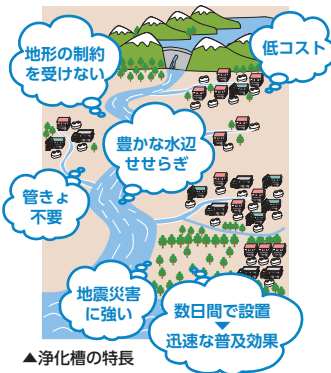 地形の制約
を受けない
低コスト
豊かな水辺
せせらぎ
管きょ
不要
地震災害
に強い
数日間で設置
▼
迅速な普及効果
▲浄化槽の特長